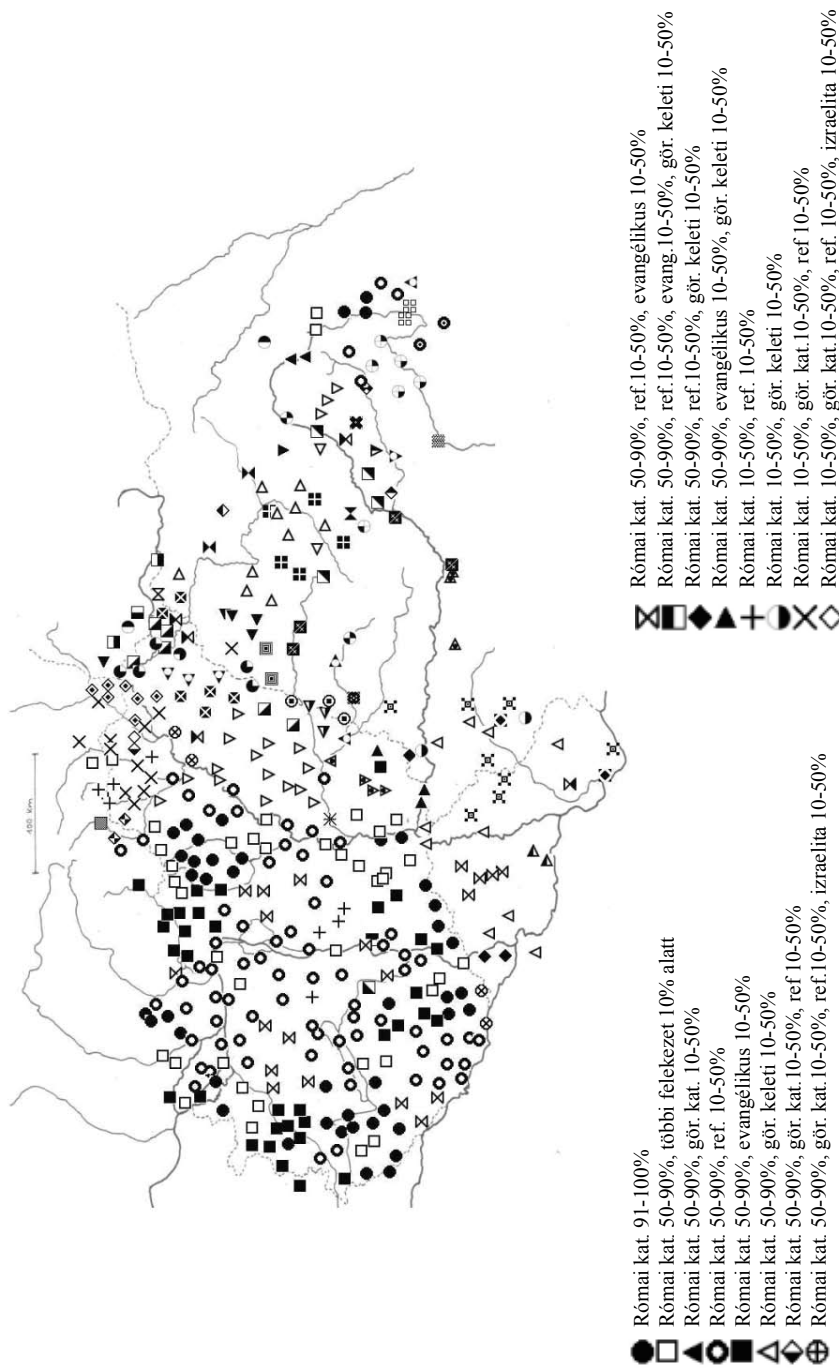 400 km
Római kat. 91-100%
Római kat. 50-90%, többi felekezet 10% alatt
Római kat. 50-90%, gör. kat. 10-50%
Római kat. 50-90%, ref. 10-50%
Római kat. 50-90%, evangélikus 10-50%
Római kat. 50-90%, gör. keleti 10-50%
Római kat. 50-90%, gör. kat.10-50%, ref 10-50%
Római kat. 50-90%, gör. kat.10-50%, ref.10-50%, izraelita 10-50%
Római kat. 50-90%, ref.10-50%, evangélikus 10-50%
Római kat. 50-90%, ref.10-50%, evang.10-50%, gör. keleti 10-50%
Római kat. 50-90%, ref.10-50%, gör. keleti 10-50%
Római kat. 50-90%, evangélikus 10-50%, gör. keleti 10-50%
Római kat. 10-50%, ref. 10-50%
Római kat. 10-50%, gör. keleti 10-50%
Római kat. 10-50%, gör. kat.10-50%, ref 10-50%
Római kat. 10-50%, gör. kat.10-50%, ref. 10-50%, izraelita 10-50%